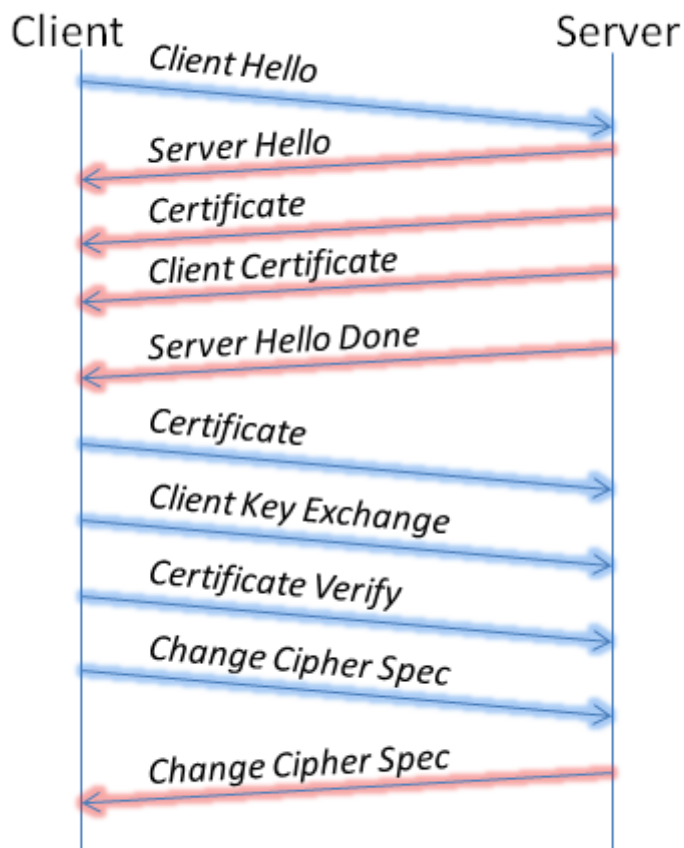 Client
Server
Client Hello
Server Hello
Certificate
Client Certificate
Server Hello Done
Certificate
Client Key Exchange
Certificate Verify
Change Cipher Spec
Change Cipher Spec